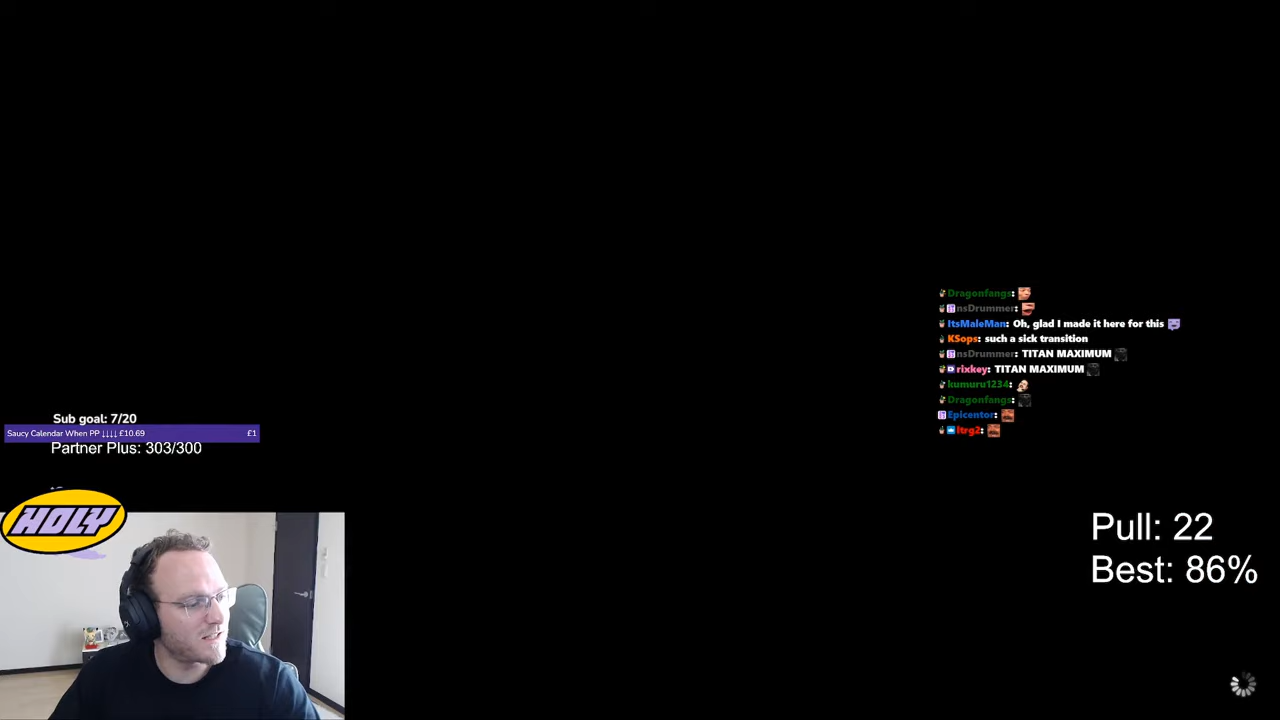 Dragonfangs:
nsDrummer:
ItsMaleMan: Oh, glad I made it here for this
KSops: such a sick transition
nsDrummer: TITAN MAXIMUM
rixkey: TITAN MAXIMUM
kumuru1234:
Dragonfangs:
Epicentor:
ltrg2:
Sub goal: 7/20
Saucy Calendar When PP ↓↓↓↓ £10.69 £1
Partner Plus: 303/300
HOLY
Pull: 22
Best: 86%